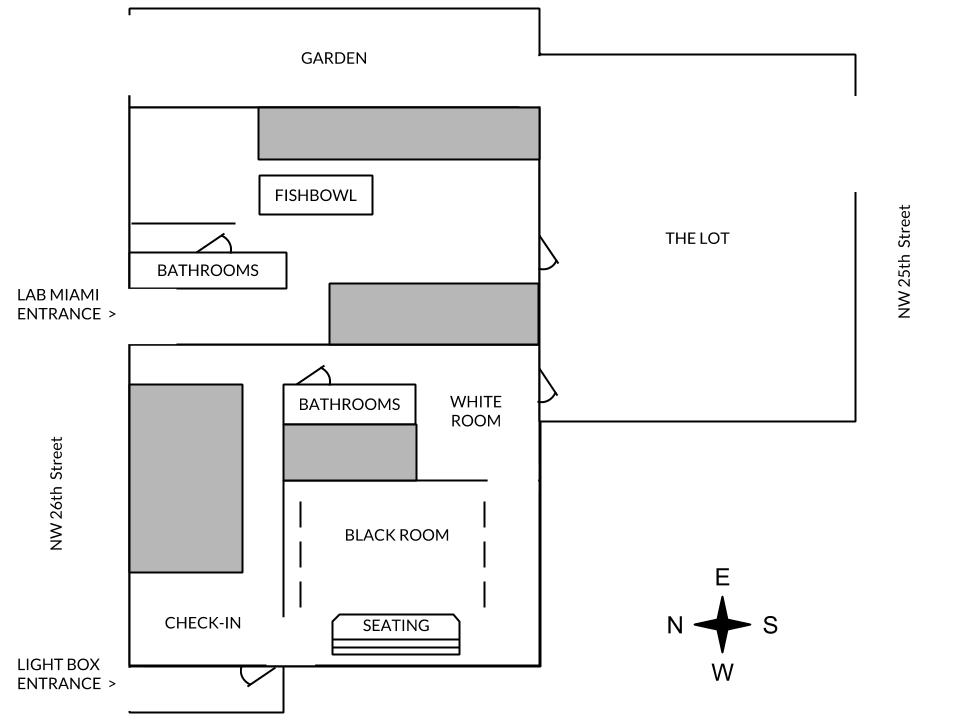 GARDEN
FISHBOWL
THE LOT
NW 25th Street
BATHROOMS
LAB MIAMI
ENTRANCE >
BATHROOMS
WHITE
ROOM
NW 26th Street
BLACK ROOM
CHECK-IN
SEATING
LIGHT BOX
ENTRANCE >
E
N
S
W